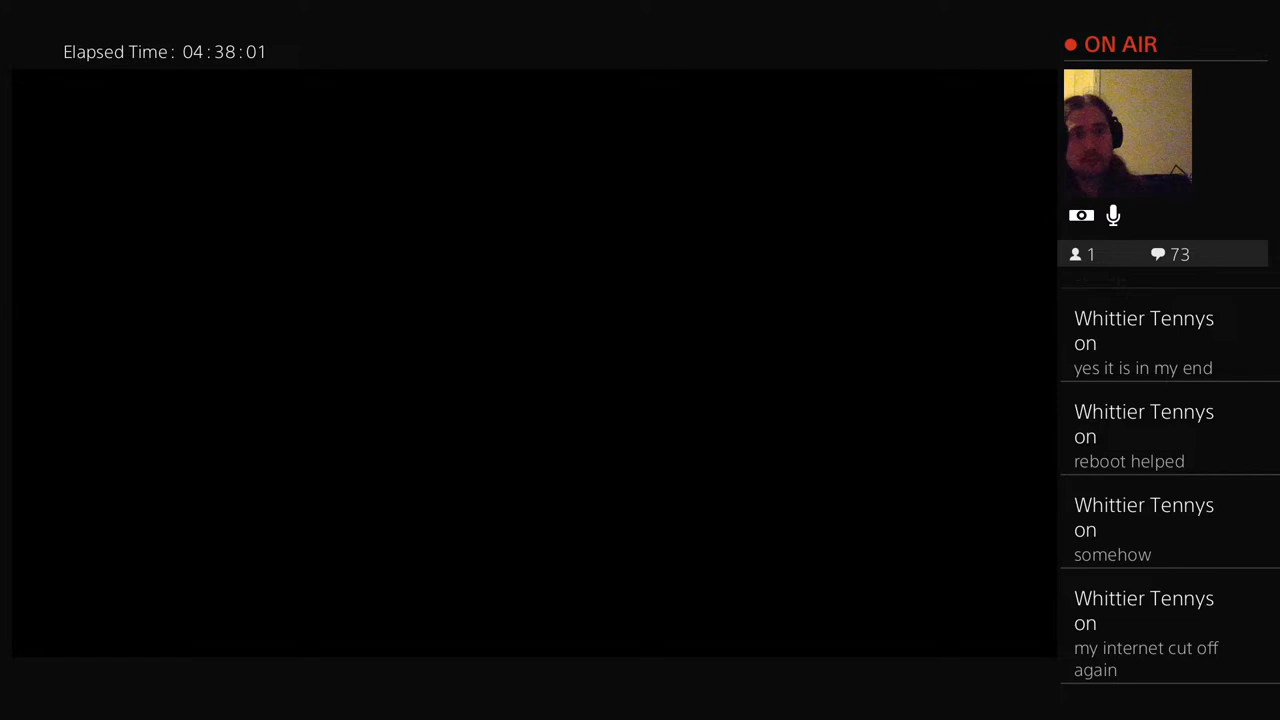 Elapsed Time: 04:38:01
ON AIR
1 73
Whittier Tennys
on
yes it is in my end
Whittier Tennys
on
reboot helped
Whittier Tennys
on
somehow
Whittier Tennys
on
my internet cut off
again